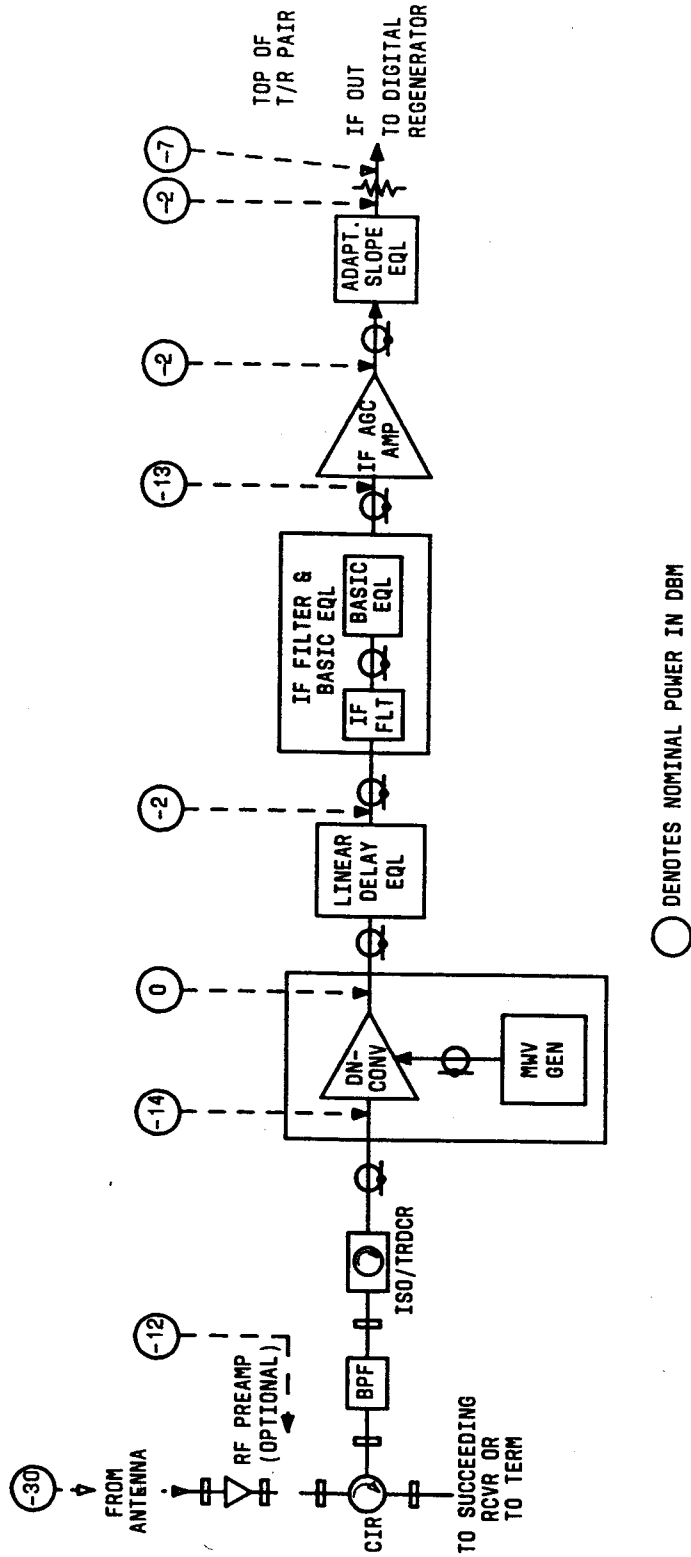 -30
FROM
ANTENNA
RF PREAMP
(OPTIONAL)
-12
CIR
TO SUCCEEDING
RCVR OR
TO TERM
BPF
ISO/TRDCR
-14
DN-
CONV
0
MWV
GEN
LINEAR
DELAY
EQL
-2
IF FILTER &
BASIC EQL
IF
FLT
BASIC
EQL
-13
IF AGC
AMP
-2
ADAPT.
SLOPE
EQL
-2
-7
TOP OF
T/R PAIR
IF OUT
TO DIGITAL
REGENERATOR
DENOTES NOMINAL POWER IN DBM